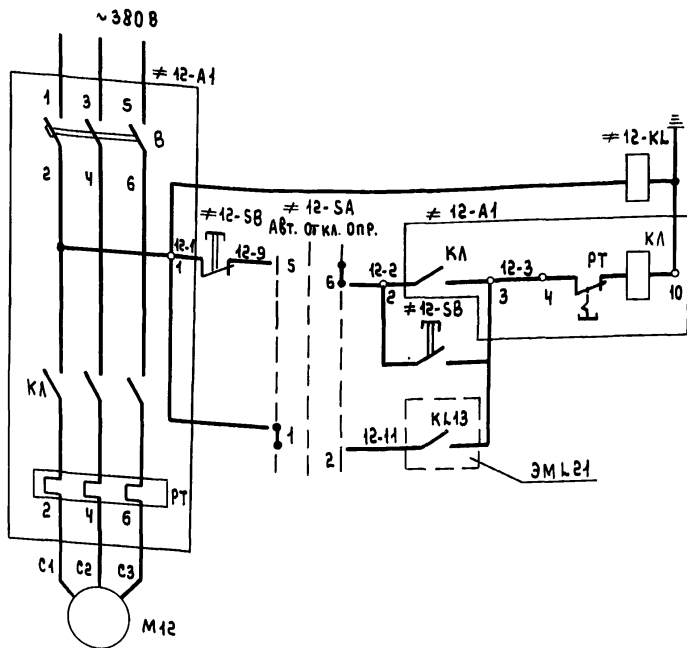 ~380В
≠12-А1
1 3 5
В
2 4 6
≠12-KL
≠12-SB
≠12-SA
≠12-А1
АВТ. ОТКЛ. ОПР.
12-1
1
12-9
5
6
12-2
2
КЛ
3
12-3
4
РТ
КЛ
10
≠12-SB
КЛ
1
12-11
2
KL13
ЭМL21
РТ
2 4 6
С1 С2 С3
М12